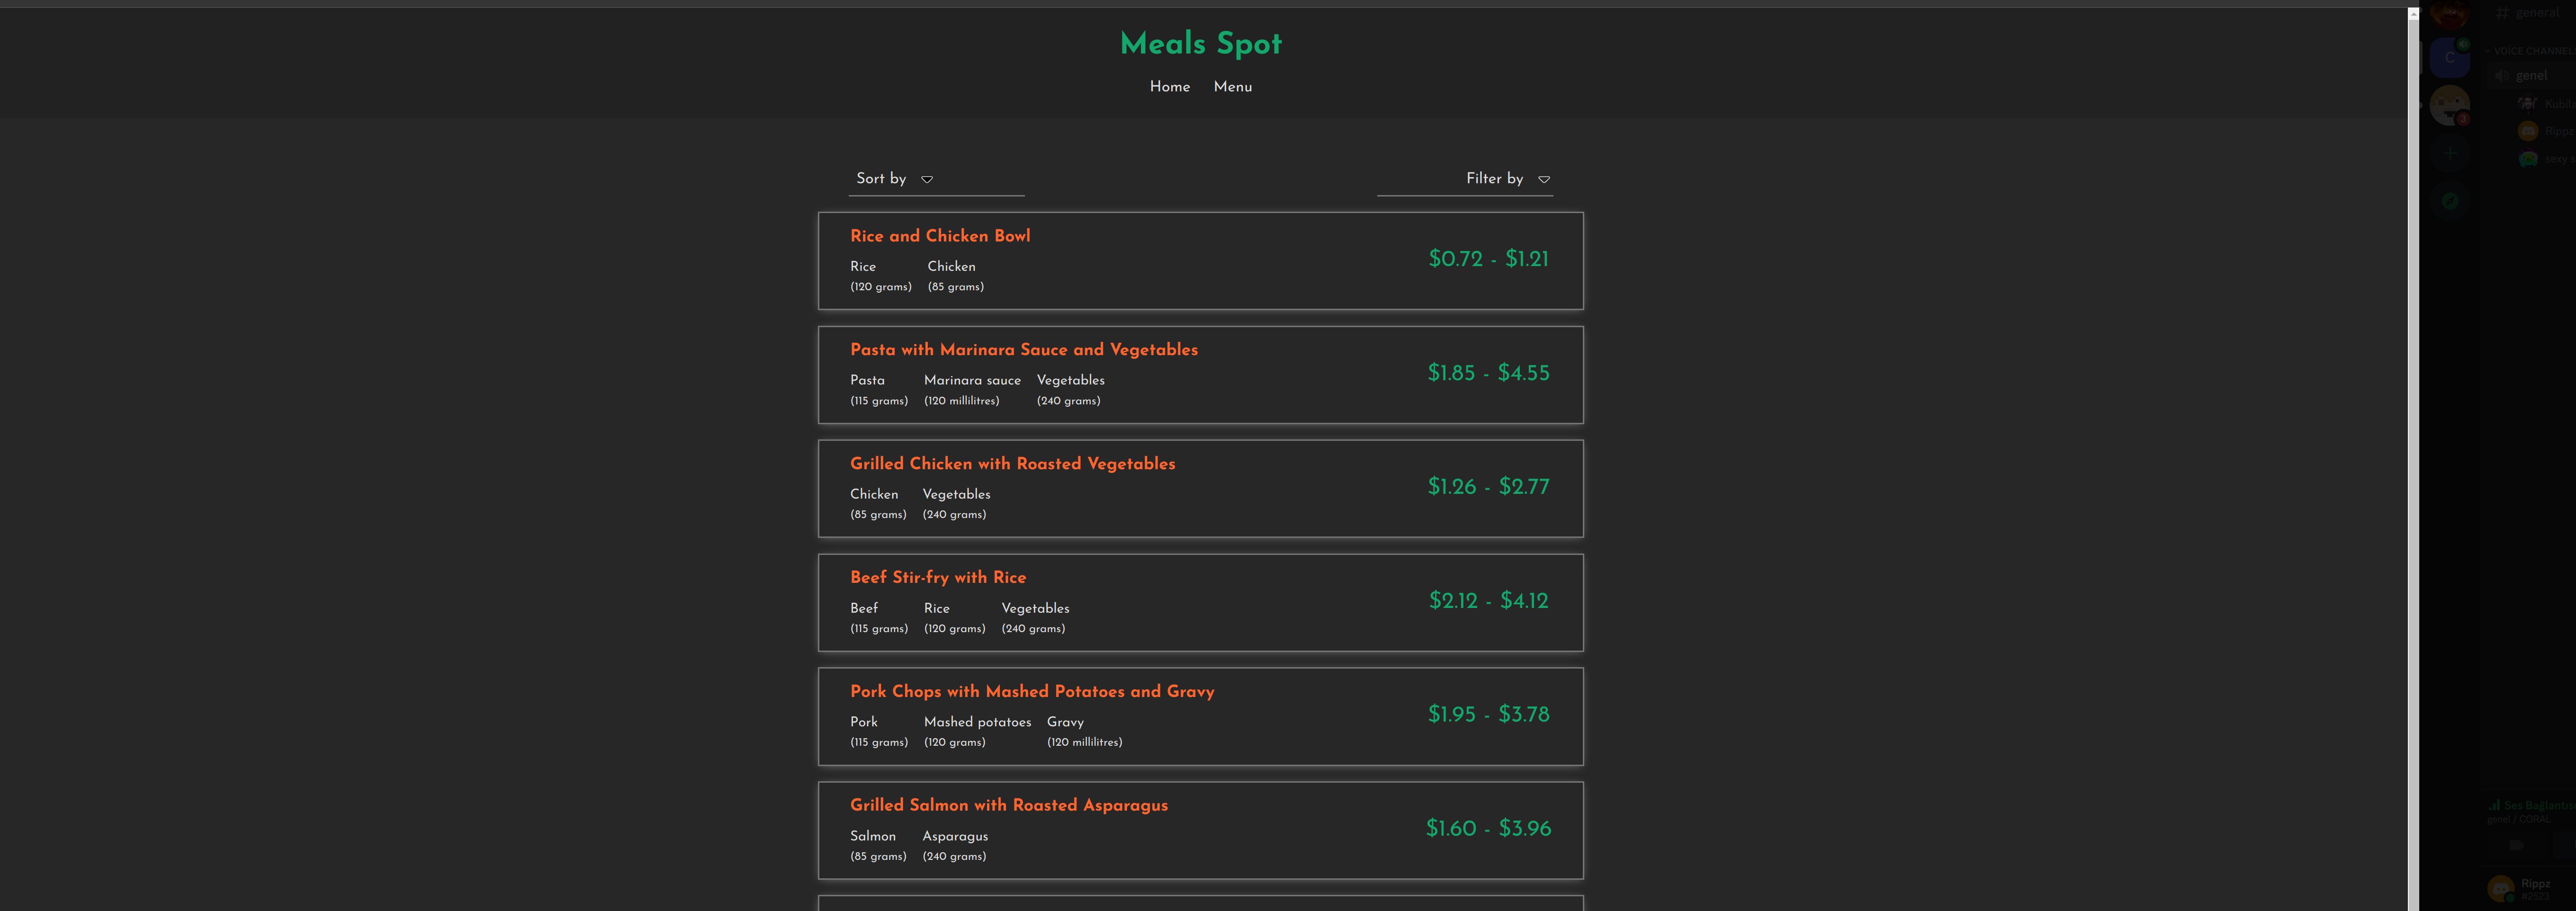 Meals Spot
Home Menu
Sort by Filter by
Rice and Chicken Bowl
Rice Chicken
(120 grams) (85 grams)
$0.72 - $1.21
Pasta with Marinara Sauce and Vegetables
Pasta Marinara sauce Vegetables
(115 grams) (120 millilitres) (240 grams)
$1.85 - $4.55
Grilled Chicken with Roasted Vegetables
Chicken Vegetables
(85 grams) (240 grams)
$1.26 - $2.77
Beef Stir-fry with Rice
Beef Rice Vegetables
(115 grams) (120 grams) (240 grams)
$2.12 - $4.12
Pork Chops with Mashed Potatoes and Gravy
Pork Mashed potatoes Gravy
(115 grams) (120 grams) (120 millilitres)
$1.95 - $3.78
Grilled Salmon with Roasted Asparagus
Salmon Asparagus
(85 grams) (240 grams)
$1.60 - $3.96
# general
VOICE CHANNELS
C
genel
3
Rippz
sexy
Ses
genel / CORAL
Rippz
#2523